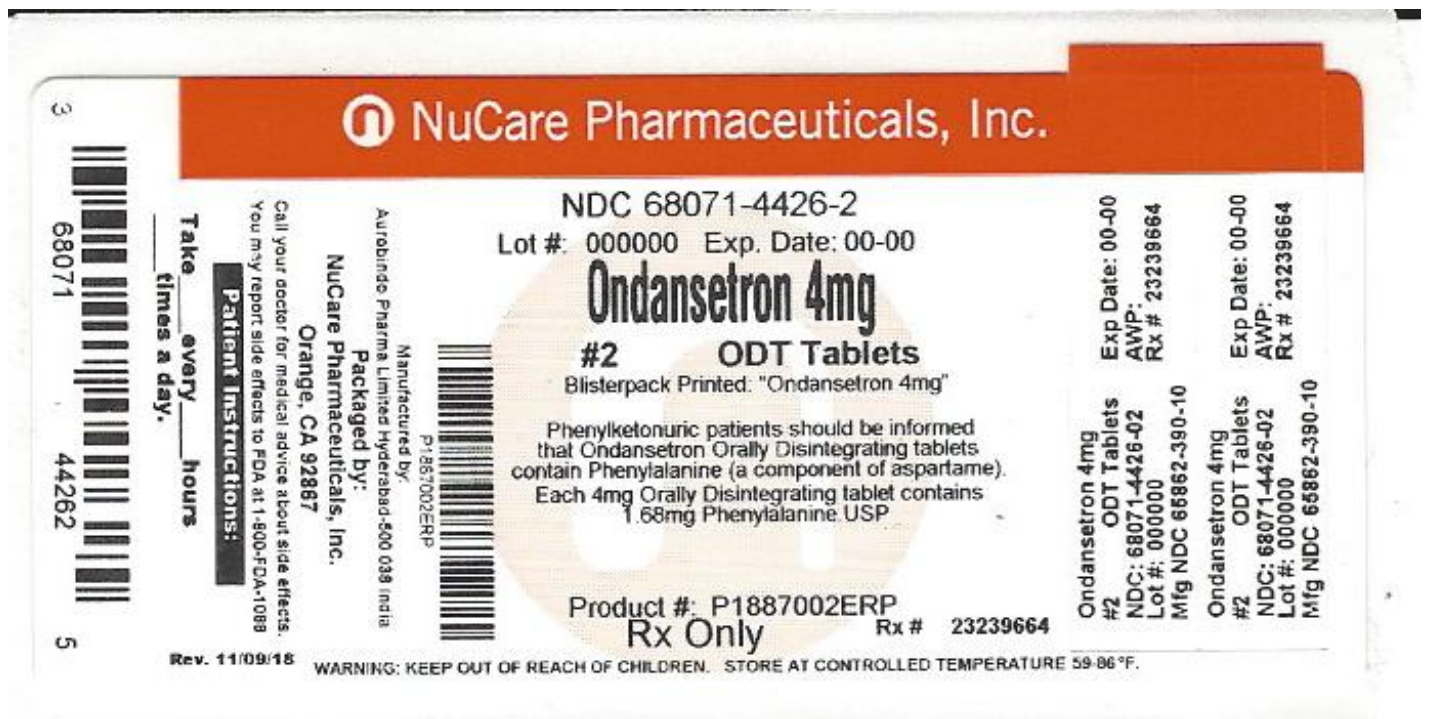 NuCare Pharmaceuticals, Inc.
NDC 68071-4426-2
Lot #: 000000 Exp. Date: 00-00
Ondansetron 4mg
#2 ODT Tablets
Blisterpack Printed: "Ondansetron 4mg"
Phenylketonuric patients should be informed
that Ondansetron Orally Disintegrating tablets
contain Phenylalanine (a component of aspartame).
Each 4mg Orally Disintegrating tablet contains
1.68mg Phenylalanine.USP
Product #: P1887002ERP
Rx Only
Rx # 23239664
WARNING: KEEP OUT OF REACH OF CHILDREN. STORE AT CONTROLLED TEMPERATURE 59-86°F.
Rev. 11/09/18
P1887002ERP
Manufactured by:
Aurobindo Pharma Limited Hyderabad-500 038 India
Packaged by:
NuCare Pharmaceuticals, Inc.
Orange, CA 92867
Call your doctor for medical advice about side effects.
You may report side effects to FDA at 1-800-FDA-1088
Patient Instructions:
Take____every____hours
____times a day.
3 68071 44262 5
Ondansetron 4mg
#2 ODT Tablets Exp Date: 00-00
NDC: 68071-4426-02 AWP:
Lot #: 000000 Rx # 23239664
Mfg NDC 65862-390-10
Ondansetron 4mg
#2 ODT Tablets Exp Date: 00-00
NDC: 68071-4426-02 AWP:
Lot #: 000000 Rx # 23239664
Mfg NDC 65862-390-10